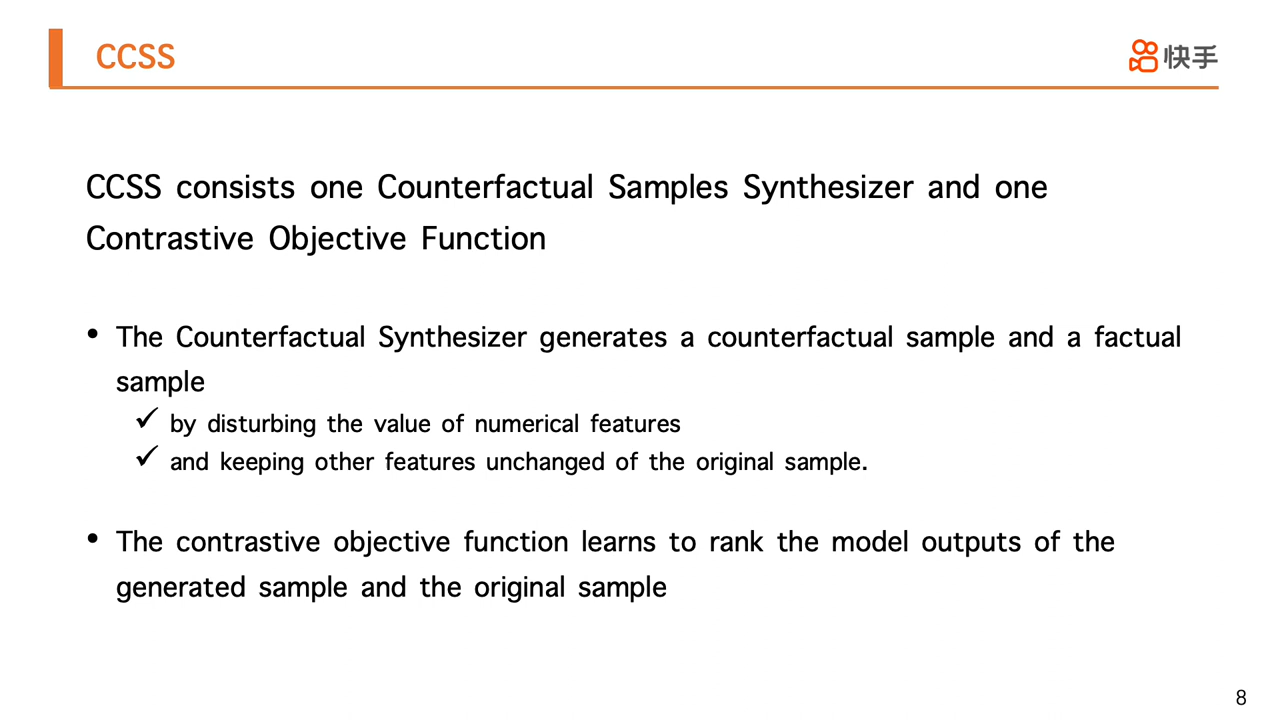 CCSS
快手
CCSS consists one Counterfactual Samples Synthesizer and one
Contrastive Objective Function
• The Counterfactual Synthesizer generates a counterfactual sample and a factual
sample
✓ by disturbing the value of numerical features
✓ and keeping other features unchanged of the original sample.
• The contrastive objective function learns to rank the model outputs of the
generated sample and the original sample
8